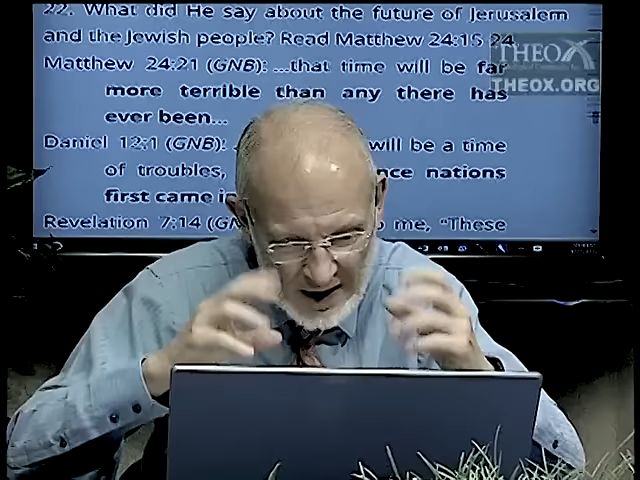 22. What did He say about the future of Jerusalem
and the Jewish people? Read Matthew 24:15-24
Matthew 24:21 (GNB): ...that time will be far
more terrible than any there has
ever been...
Daniel 12:1 (GNB): will be a time
of troubles, nations
first came
Revelation 7:14 to me, "These
THEOX
THEOX.ORG